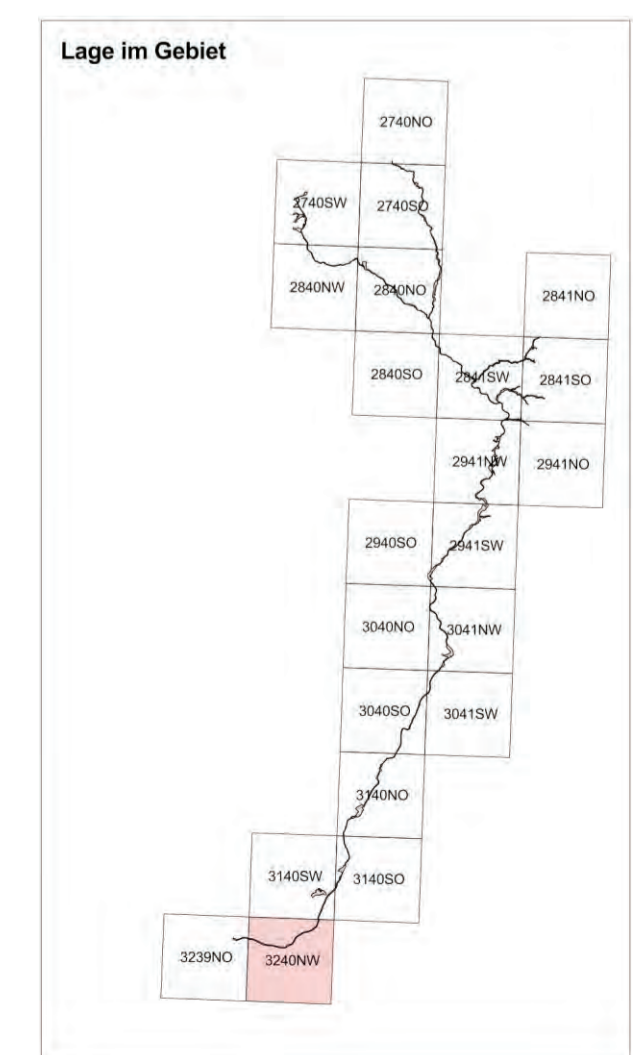 Lage im Gebiet
2740NO
2740SW 2740SO
2840NW 2840NO 2841NO
2840SO 2841SW 2841SO
2941NW 2941NO
2940SO 2941SW
3040NO 3041NW
3040SO 3041SW
3140NO
3140SW 3140SO
3239NO 3240NW